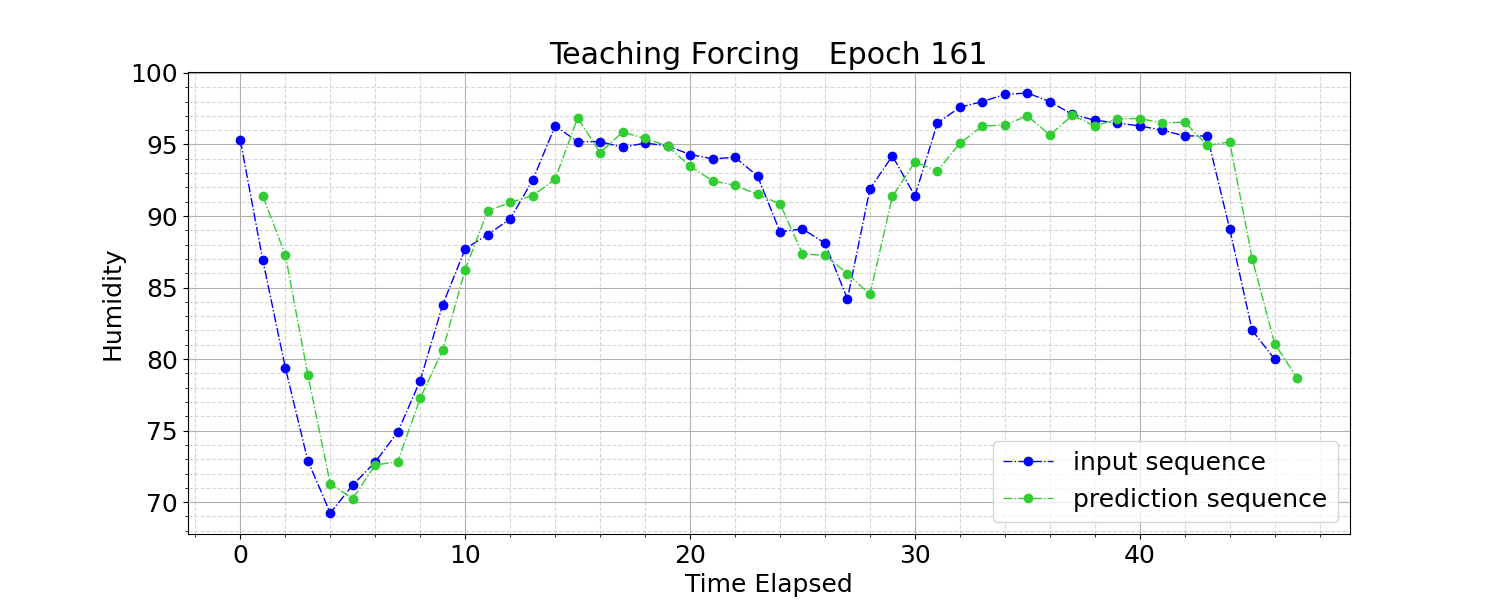 Teaching Forcing   Epoch 161
100
95
90
85
80
75
70
Humidity
0 10 20 30 40
Time Elapsed
input sequence
prediction sequence